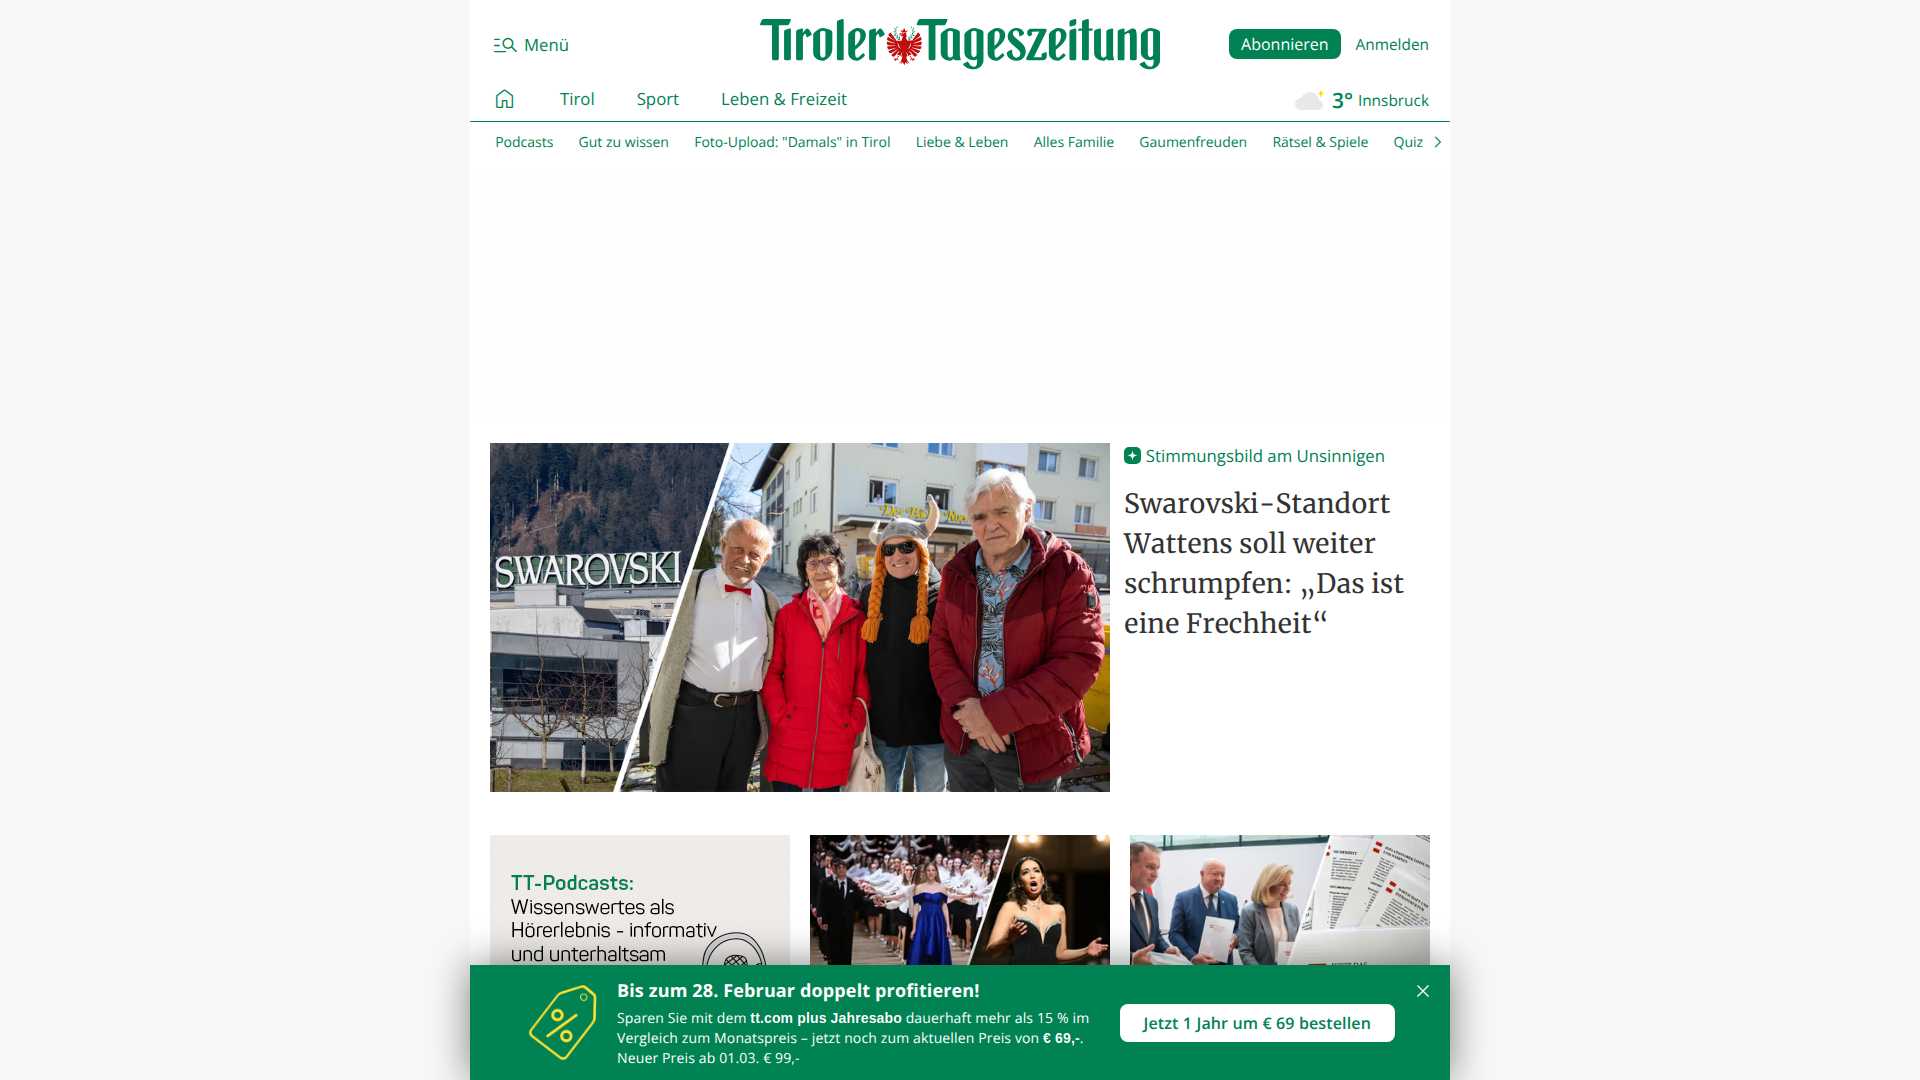 Menü
Tiroler Tageszeitung
Abonnieren
Anmelden
Tirol
Sport
Leben & Freizeit
3° Innsbruck
Podcasts
Gut zu wissen
Foto-Upload: "Damals" in Tirol
Liebe & Leben
Alles Familie
Gaumenfreuden
Rätsel & Spiele
Quiz
SWAROVSKI
Stimmungsbild am Unsinnigen
Swarovski-Standort
Wattens soll weiter
schrumpfen: „Das ist
eine Frechheit“
TT-Podcasts:
Wissenswertes als
Hörerlebnis - informativ
und unterhaltsam
Bis zum 28. Februar doppelt profitieren!
Sparen Sie mit dem tt.com plus Jahresabo dauerhaft mehr als 15 % im
Vergleich zum Monatspreis – jetzt noch zum aktuellen Preis von € 69,-.
Neuer Preis ab 01.03. € 99,-
Jetzt 1 Jahr um € 69 bestellen